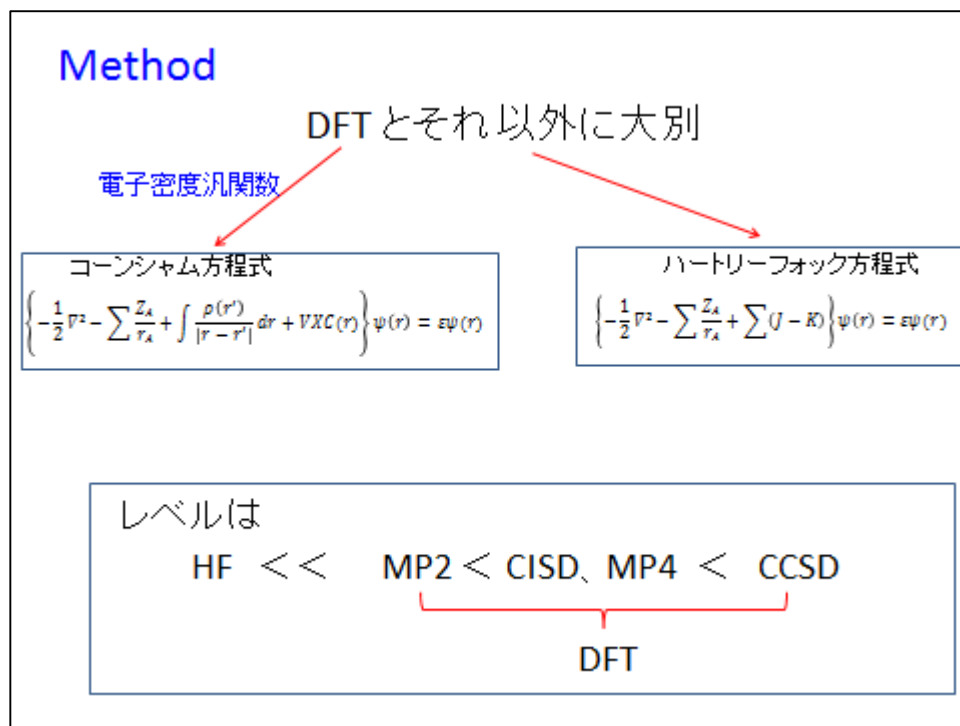 Method
DFTとそれ以外に大別
電子密度汎関数
コーンシャム方程式
{-1/2 ∇² - ∑ Z_A/r_A + ∫ ρ(r′)/|r - r′| dr + VXC(r)} ψ(r) = εψ(r)
ハートリーフォック方程式
{-1/2 ∇² - ∑ Z_A/r_A + ∑(J - K)} ψ(r) = εψ(r)
レベルは
HF << MP2 < CISD、MP4 < CCSD
DFT